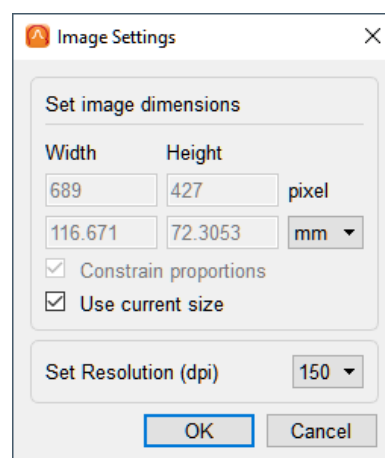 Image Settings
Set image dimensions
Width Height
689 427 pixel
116.671 72.3053 mm
Constrain proportions
Use current size
Set Resolution (dpi) 150
OK Cancel